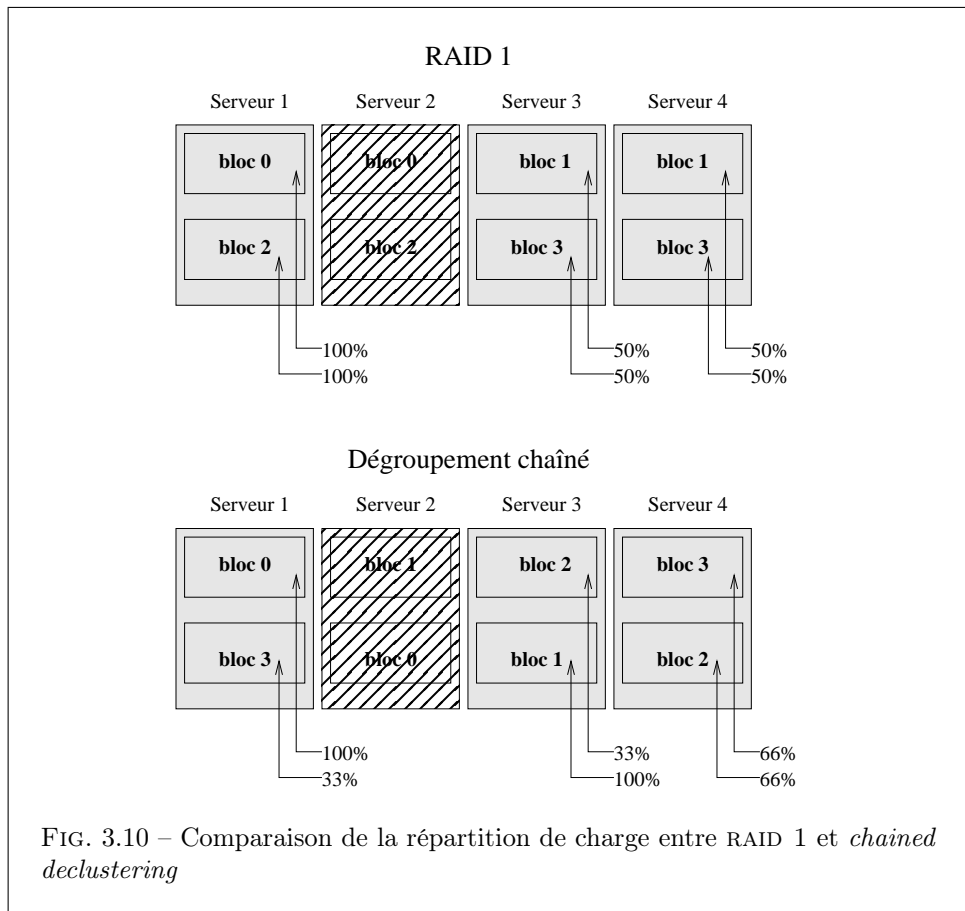 RAID 1
Serveur 1 Serveur 2 Serveur 3 Serveur 4
bloc 0 bloc 0 bloc 1 bloc 1
bloc 2 bloc 2 bloc 3 bloc 3
100% 50% 50%
100% 50% 50%
Dégroupement chaîné
Serveur 1 Serveur 2 Serveur 3 Serveur 4
bloc 0 bloc 1 bloc 2 bloc 3
bloc 3 bloc 0 bloc 1 bloc 2
100% 33% 66%
33% 100% 66%
FIG. 3.10 – Comparaison de la répartition de charge entre RAID 1 et chained
declustering